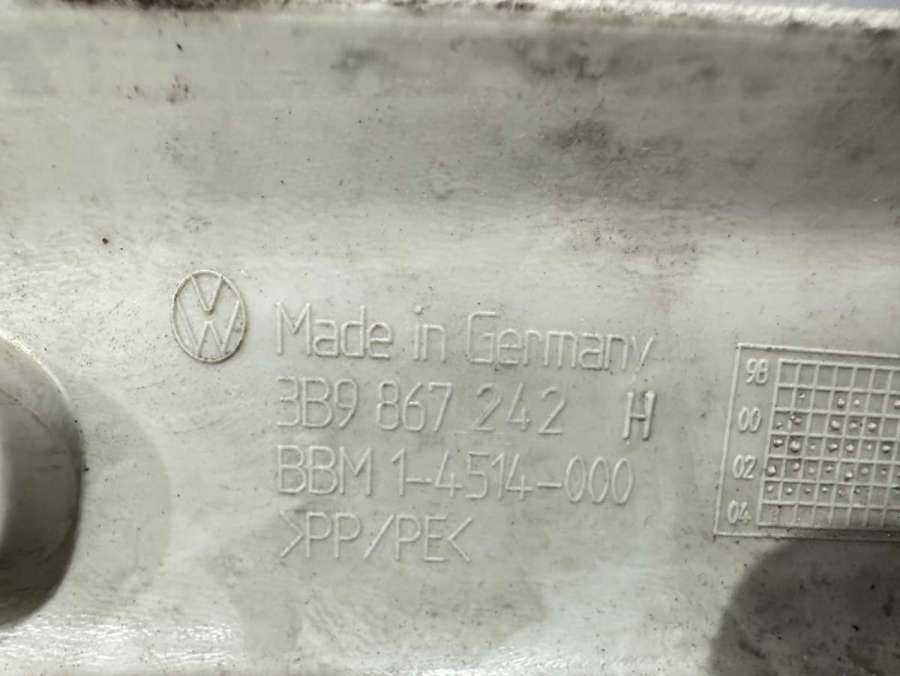 Made in Germany
3B9 867 242 H
BBM 1-4514-000
>PP/PE<
98
00
02
04